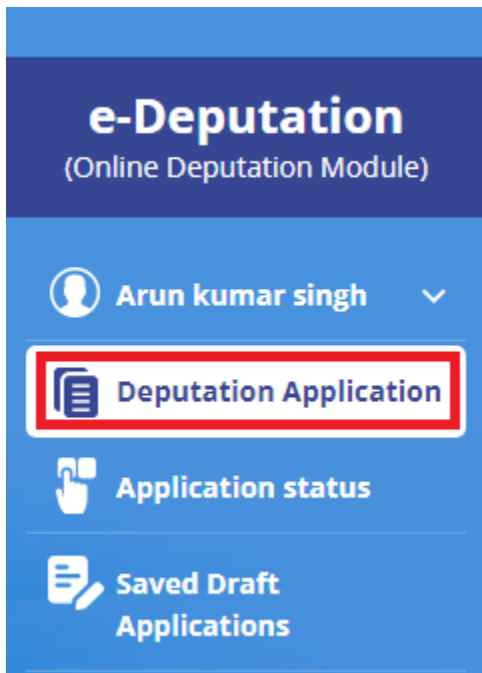 e-Deputation
(Online Deputation Module)
Arun kumar singh
Deputation Application
Application status
Saved Draft
Applications